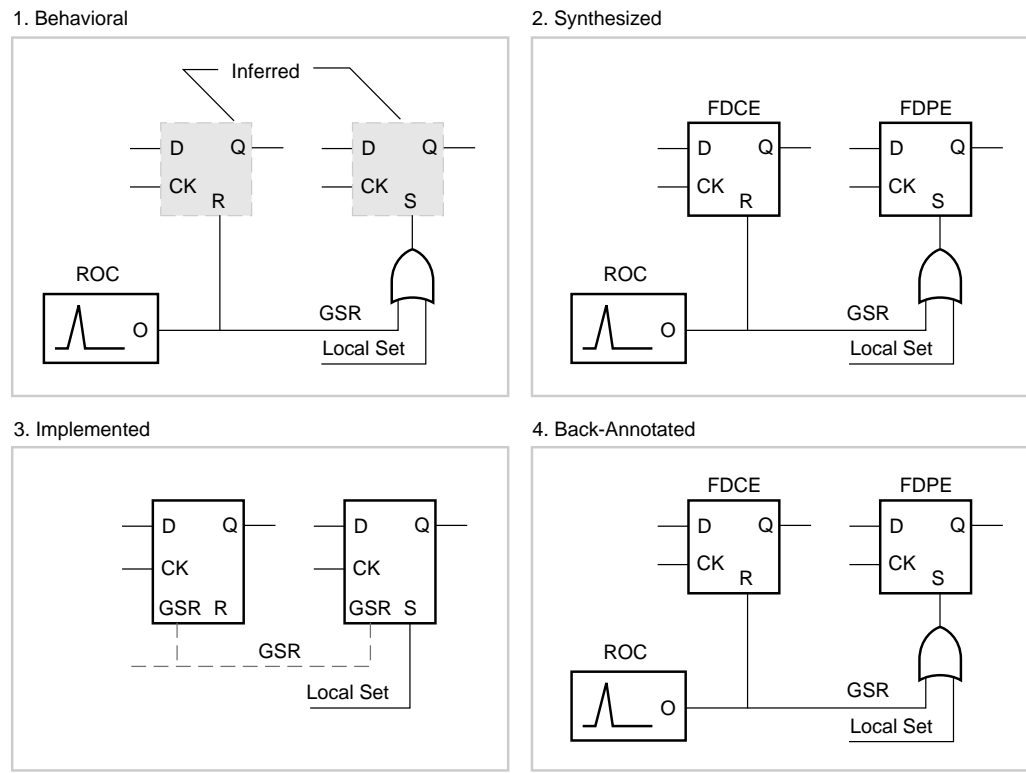 1. Behavioral
Inferred
D Q
CK
R
D Q
CK
S
ROC
O
GSR
Local Set
2. Synthesized
FDCE
D Q
CK
R
FDPE
D Q
CK
S
ROC
O
GSR
Local Set
3. Implemented
D Q
CK
GSR R
D Q
CK
GSR S
GSR
Local Set
4. Back-Annotated
FDCE
D Q
CK
R
FDPE
D Q
CK
S
ROC
O
GSR
Local Set